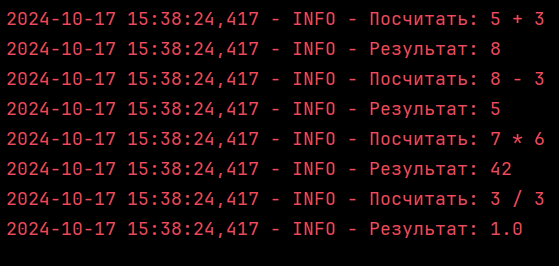 2024-10-17 15:38:24,417 - INFO - Посчитать: 5 + 3
2024-10-17 15:38:24,417 - INFO - Результат: 8
2024-10-17 15:38:24,417 - INFO - Посчитать: 8 - 3
2024-10-17 15:38:24,417 - INFO - Результат: 5
2024-10-17 15:38:24,417 - INFO - Посчитать: 7 * 6
2024-10-17 15:38:24,417 - INFO - Результат: 42
2024-10-17 15:38:24,417 - INFO - Посчитать: 3 / 3
2024-10-17 15:38:24,417 - INFO - Результат: 1.0